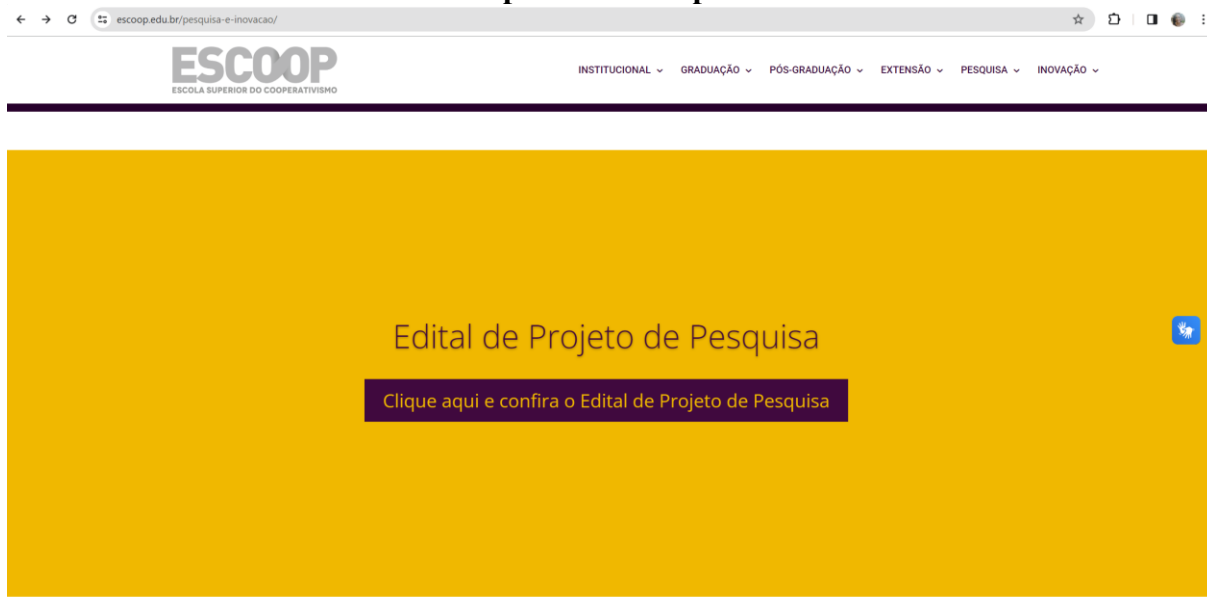 escoop.edu.br/pesquisa-e-inovacao/
ESCOOP
ESCOLA SUPERIOR DO COOPERATIVISMO
INSTITUCIONAL GRADUAÇÃO PÓS-GRADUAÇÃO EXTENSÃO PESQUISA INOVAÇÃO
Edital de Projeto de Pesquisa
Clique aqui e confira o Edital de Projeto de Pesquisa